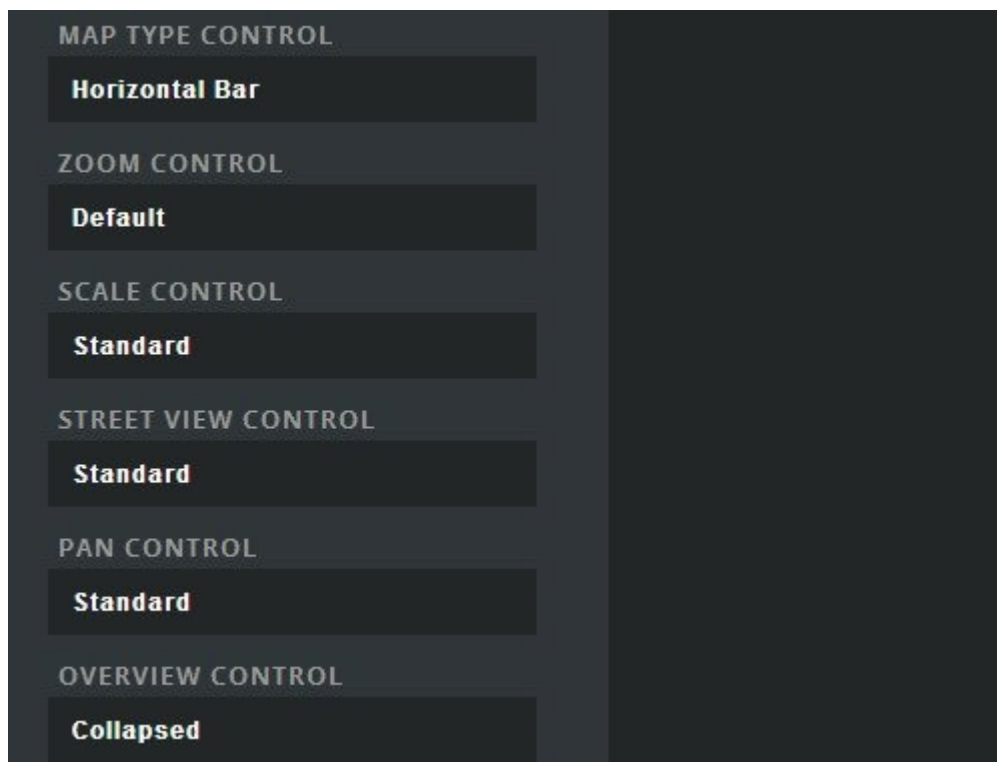 MAP TYPE CONTROL
Horizontal Bar
ZOOM CONTROL
Default
SCALE CONTROL
Standard
STREET VIEW CONTROL
Standard
PAN CONTROL
Standard
OVERVIEW CONTROL
Collapsed